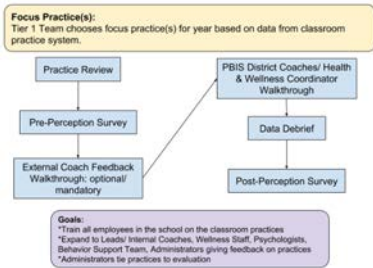 Focus Practice(s):
Tier 1 Team chooses focus practice(s) for year based on data from classroom
practice system.
Practice Review
Pre-Perception Survey
External Coach Feedback
Walkthrough: optional/
mandatory
PBIS District Coaches/ Health
& Wellness Coordinator
Walkthrough
Data Debrief
Post-Perception Survey
Goals:
*Train all employees in the school on the classroom practices
*Expand to Leads/ Internal Coaches, Wellness Staff, Psychologists,
Behavior Support Team, Administrators giving feedback on practices
*Administrators tie practices to evaluation